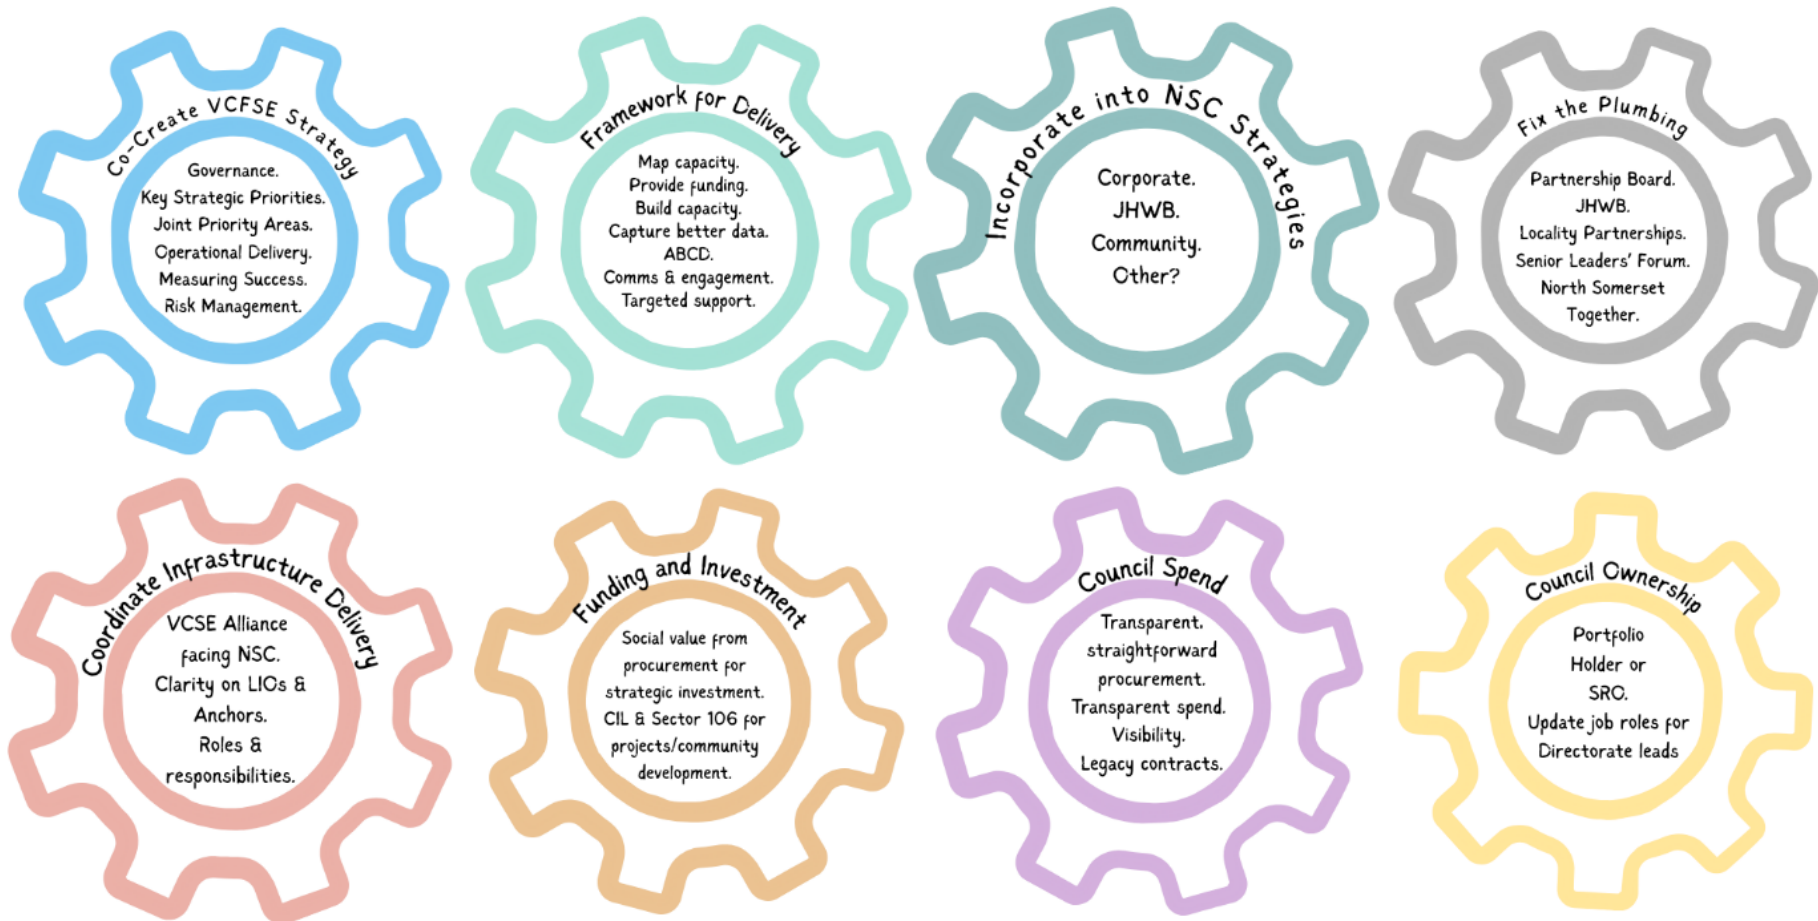 Co-Create VCFSE Strategy
Governance.
Key Strategic Priorities.
Joint Priority Areas.
Operational Delivery.
Measuring Success.
Risk Management.
Framework for Delivery
Map capacity.
Provide funding.
Build capacity.
Capture better data.
ABCD.
Comms & engagement.
Targeted support.
Incorporate into NSC Strategies
Corporate.
JHWB.
Community.
Other?
Fix the Plumbing
Partnership Board.
JHWB.
Locality Partnerships.
Senior Leaders' Forum.
North Somerset
Together.
Coordinate Infrastructure Delivery
VCSE Alliance
facing NSC.
Clarity on LIOs &
Anchors.
Roles &
responsibilities.
Funding and Investment
Social value from
procurement for
strategic investment.
CIL & Sector 106 for
projects/community
development.
Council Spend
Transparent,
straightforward
procurement.
Transparent spend.
Visibility.
Legacy contracts.
Council Ownership
Portfolio
Holder or
SRO.
Update job roles for
Directorate leads